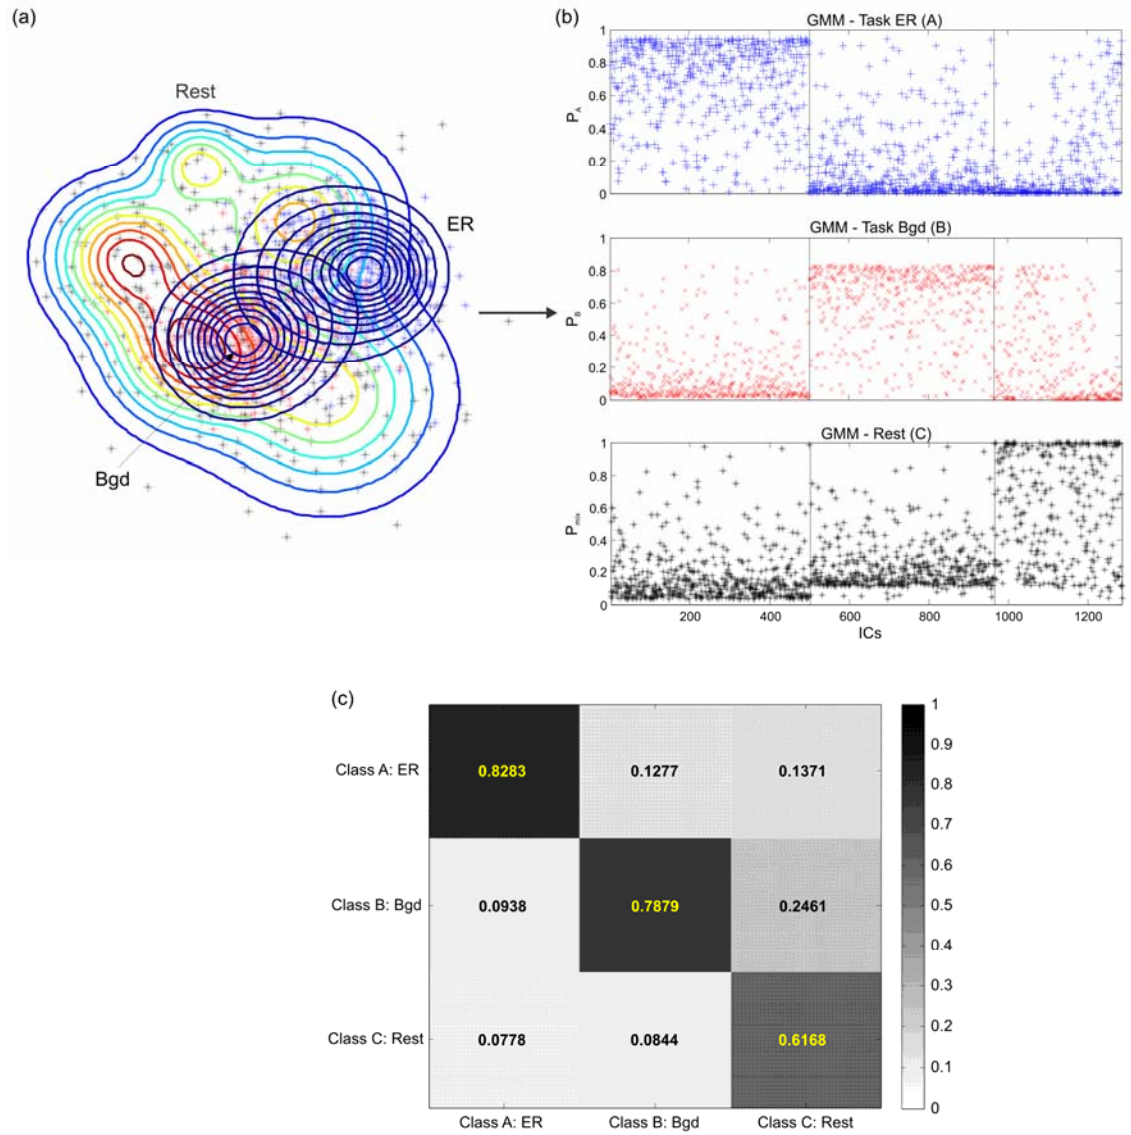 (a)
Rest
ER
Bgd
(b)
GMM - Task ER (A)
1
0.8
0.6
0.4
0.2
0
P_A
GMM - Task Bgd (B)
1
0.8
0.6
0.4
0.2
0
P_B
GMM - Rest (C)
1
0.8
0.6
0.4
0.2
0
P_mix
200 400 600 800 1000 1200
ICs
(c)
Class A: ER 0.8283 0.1277 0.1371
Class B: Bgd 0.0938 0.7879 0.2461
Class C: Rest 0.0778 0.0844 0.6168
Class A: ER Class B: Bgd Class C: Rest
1
0.9
0.8
0.7
0.6
0.5
0.4
0.3
0.2
0.1
0